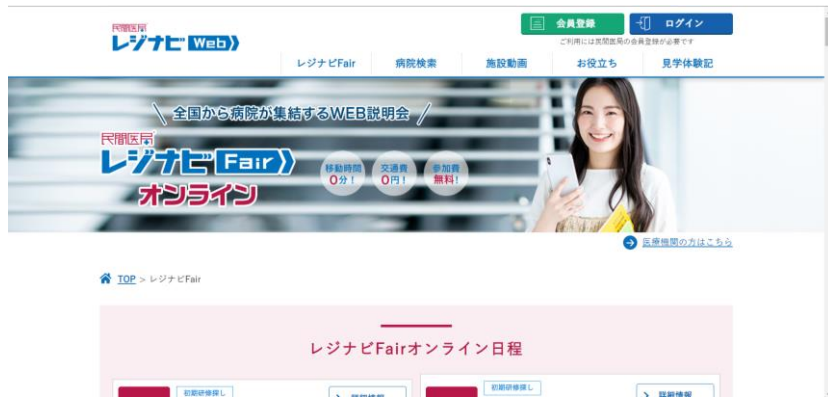 民間医局
レジナビ Web
会員登録
ログイン
ご利用には民間医局の会員登録が必要です
レジナビFair
病院検索
施設動画
お役立ち
見学体験記
全国から病院が集結するWEB説明会
民間医局
レジナビ Fair
オンライン
移動時間
0分！
交通費
0円！
参加費
無料！
医療機関の方はこちら
TOP > レジナビFair
レジナビFairオンライン日程
初期研修探し
詳細情報
初期研修探し
詳細情報